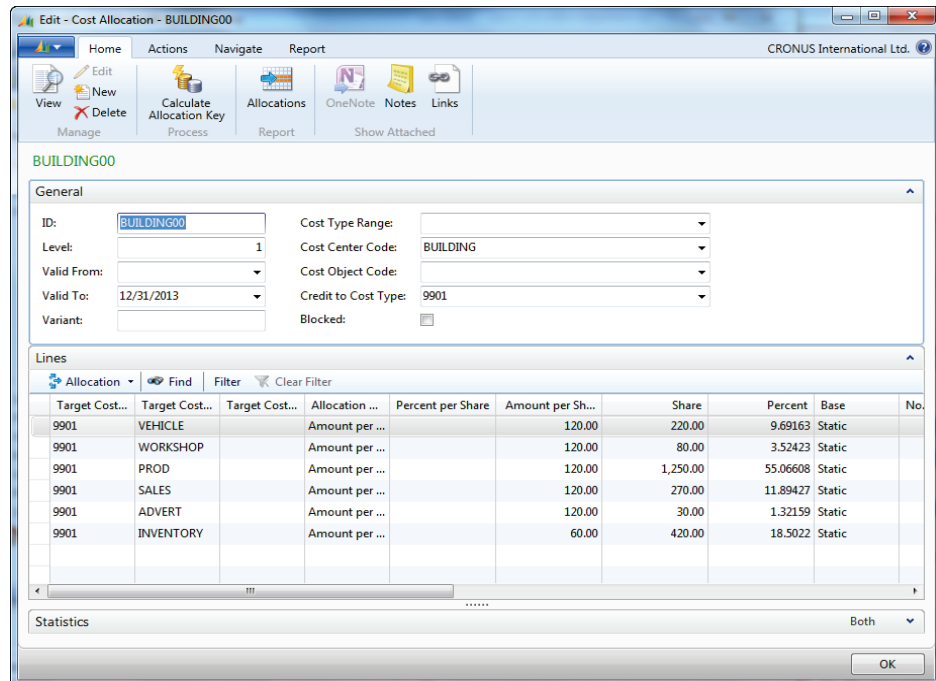 Edit - Cost Allocation - BUILDING00
Home Actions Navigate Report CRONUS International Ltd.
View
Edit
New
Delete
Calculate Allocation Key
Allocations
OneNote Notes Links
Manage Process Report Show Attached
BUILDING00
General
ID: BUILDING00 Cost Type Range:
Level: 1 Cost Center Code: BUILDING
Valid From: Cost Object Code:
Valid To: 12/31/2013 Credit to Cost Type: 9901
Variant: Blocked:
Lines
Allocation Find Filter Clear Filter
Target Cost... Target Cost... Target Cost... Allocation ... Percent per Share Amount per Sh... Share Percent Base No.
9901 VEHICLE Amount per ... 120.00 220.00 9.69163 Static
9901 WORKSHOP Amount per ... 120.00 80.00 3.52423 Static
9901 PROD Amount per ... 120.00 1,250.00 55.06608 Static
9901 SALES Amount per ... 120.00 270.00 11.89427 Static
9901 ADVERT Amount per ... 120.00 30.00 1.32159 Static
9901 INVENTORY Amount per ... 60.00 420.00 18.5022 Static
Statistics Both
OK